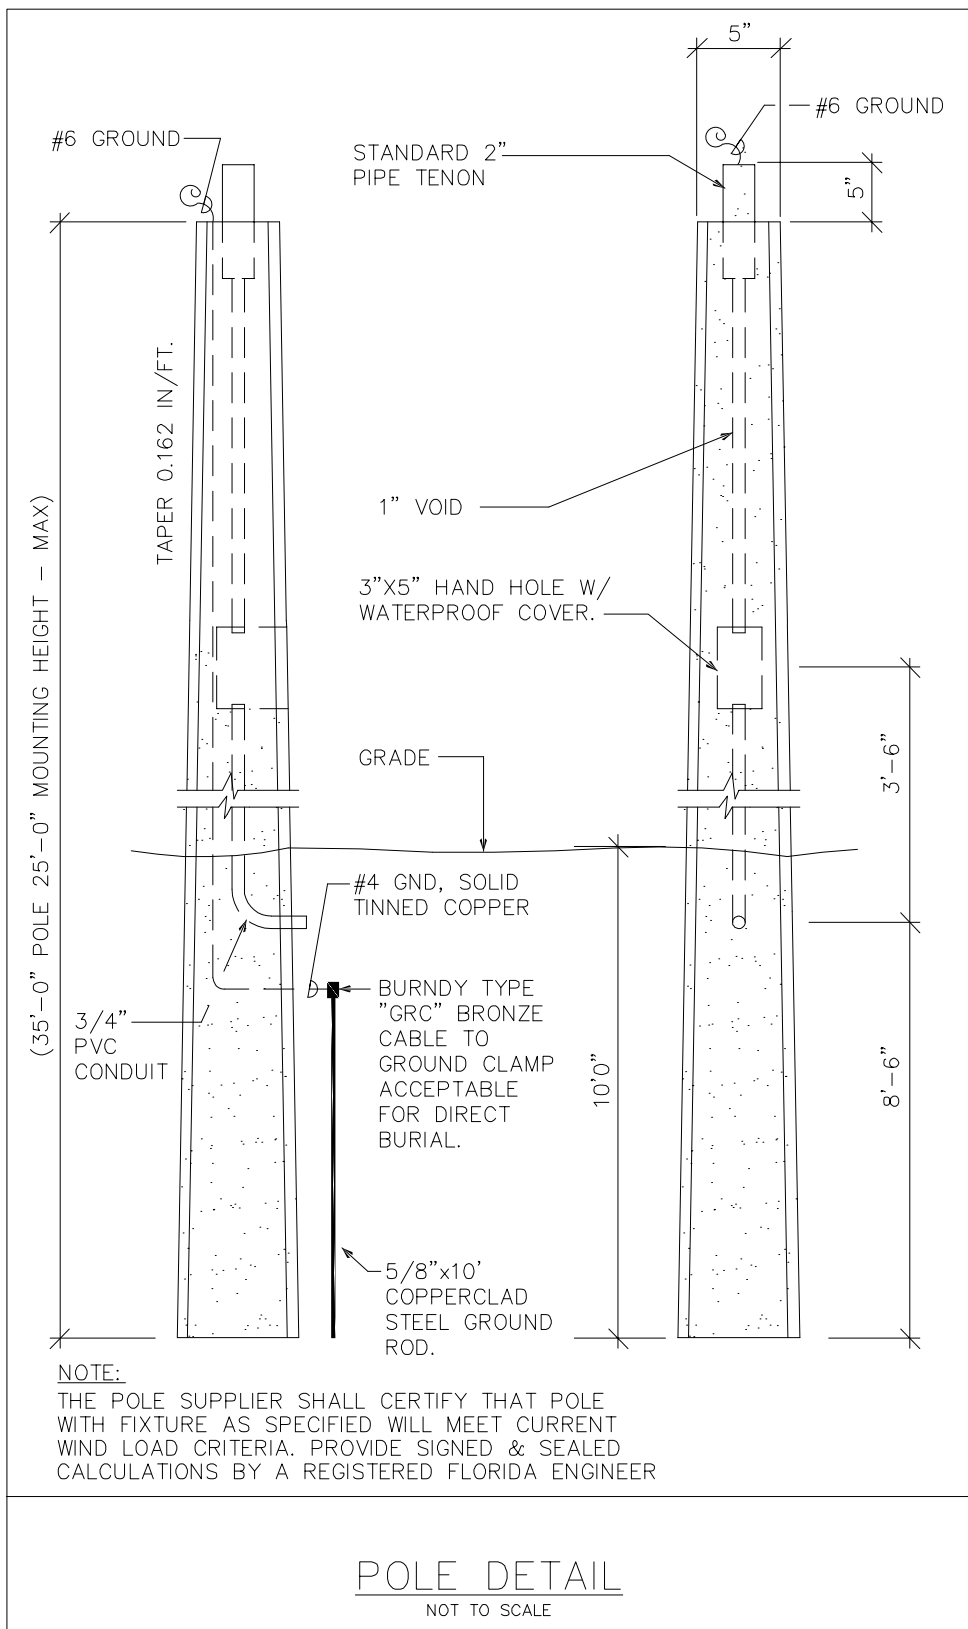 5"
#6 GROUND
#6 GROUND
STANDARD 2"
PIPE TENON
5"
TAPER 0.162 IN/FT.
(35'-0" POLE 25'-0" MOUNTING HEIGHT - MAX)
1" VOID
3"X5" HAND HOLE W/
WATERPROOF COVER.
GRADE
3'-6"
#4 GND, SOLID
TINNED COPPER
BURNDY TYPE
"GRC" BRONZE
CABLE TO
GROUND CLAMP
ACCEPTABLE
FOR DIRECT
BURIAL.
3/4"
PVC
CONDUIT
10'0"
8'-6"
5/8"x10'
COPPERCLAD
STEEL GROUND
ROD.
NOTE:
THE POLE SUPPLIER SHALL CERTIFY THAT POLE
WITH FIXTURE AS SPECIFIED WILL MEET CURRENT
WIND LOAD CRITERIA. PROVIDE SIGNED & SEALED
CALCULATIONS BY A REGISTERED FLORIDA ENGINEER
POLE DETAIL
NOT TO SCALE